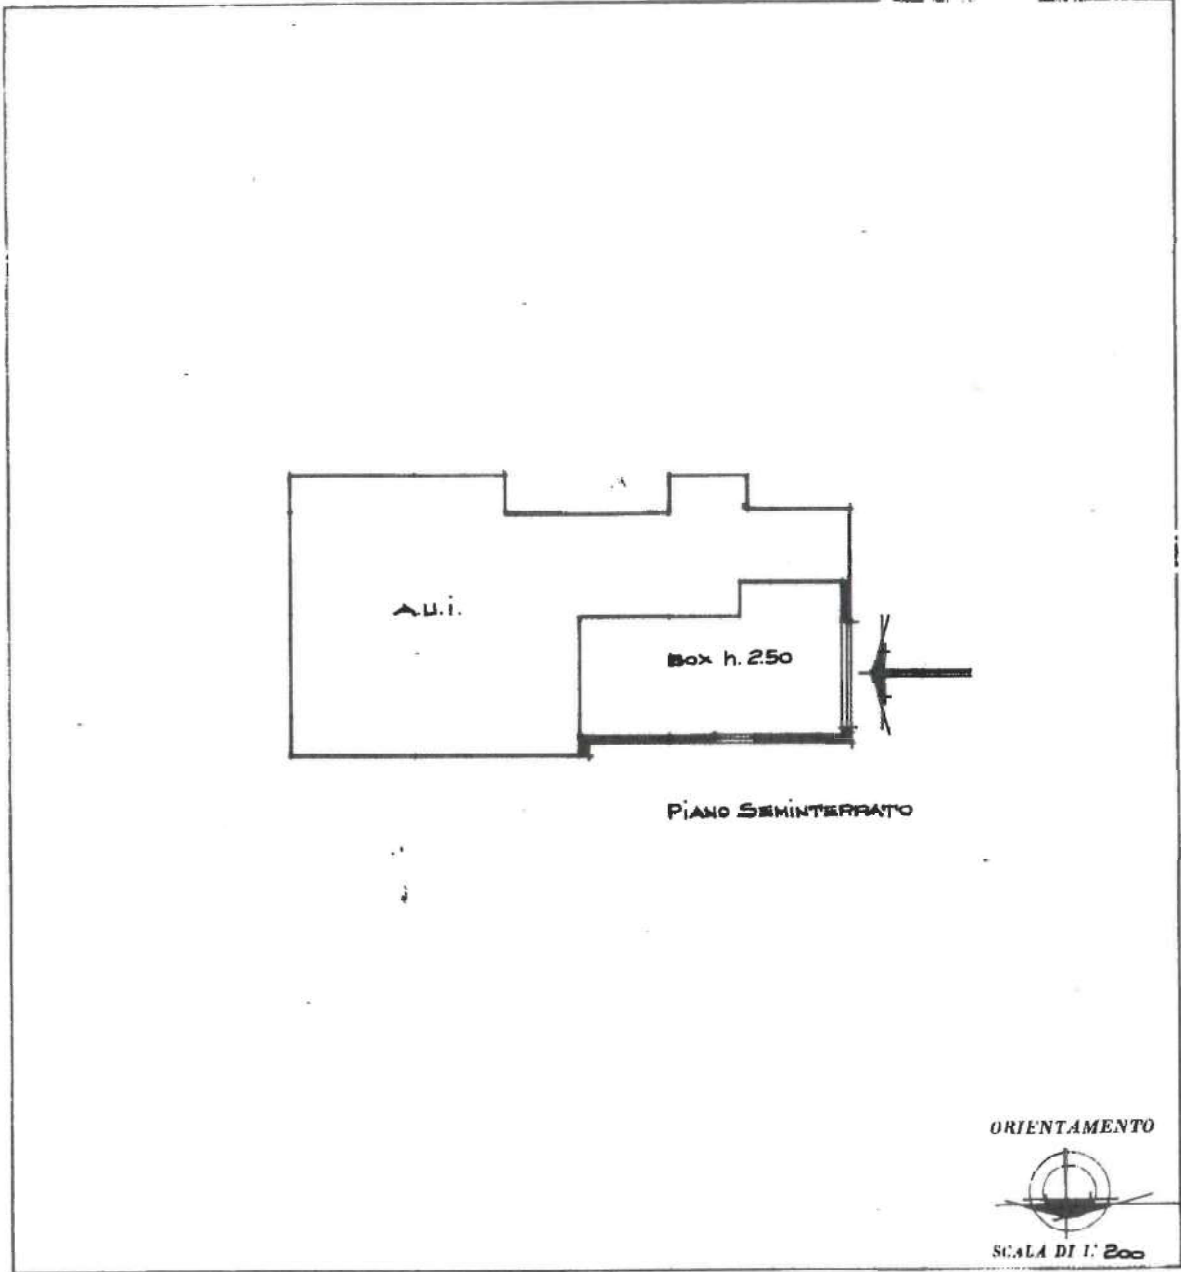 A.U.i.
Box h. 2.50
PiANO SEMiNTERRATO
ORIENTAMENTO
SCALA DI 1: 200